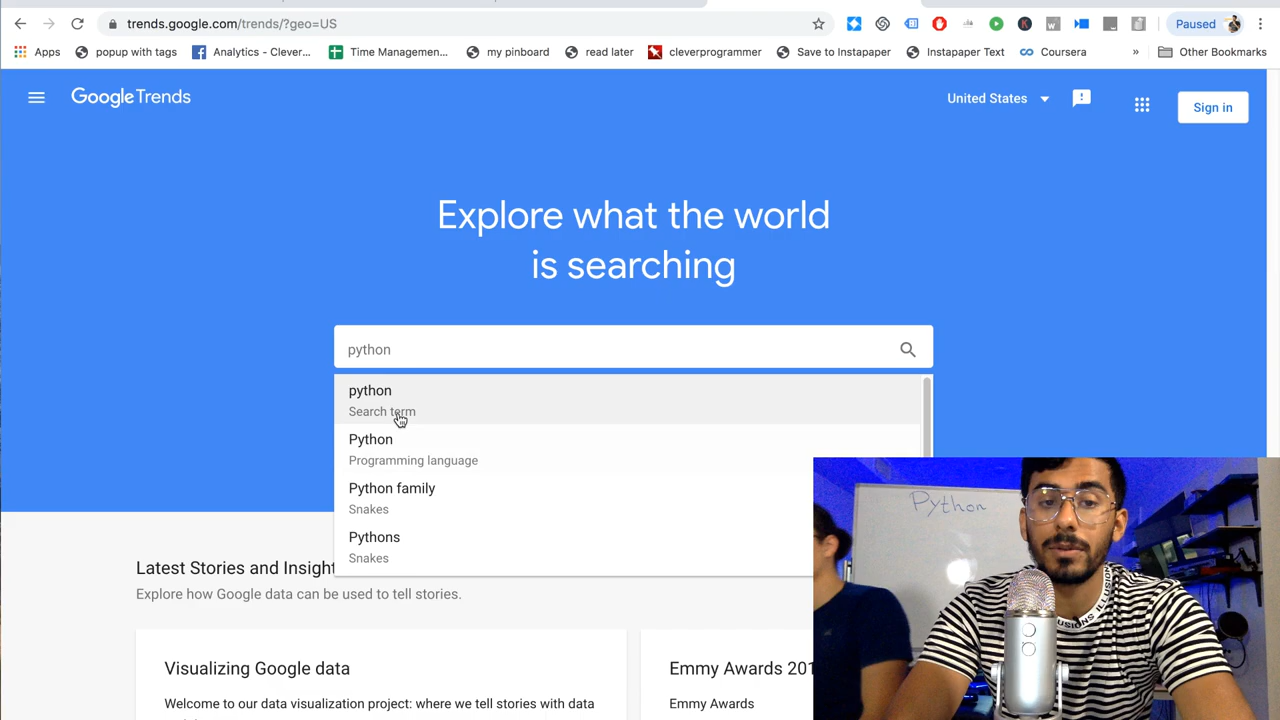 trends.google.com/trends/?geo=US
Paused
Apps
popup with tags
Analytics - Clever...
Time Managemen...
my pinboard
read later
cleverprogrammer
Save to Instapaper
Instapaper Text
Coursera
»
Other Bookmarks
Google Trends
United States
Sign in
Explore what the world
is searching
python
python
Search term
Python
Programming language
Python family
Snakes
Pythons
Snakes
Latest Stories and Insight
Explore how Google data can be used to tell stories.
Visualizing Google data
Welcome to our data visualization project: where we tell stories with data
Emmy Awards 201
Emmy Awards
Python
NOISY ILLUSIONS